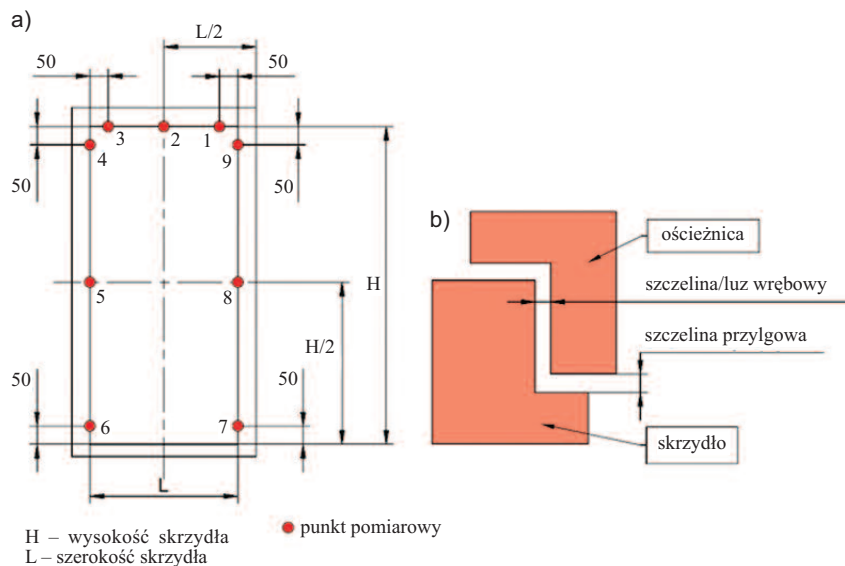 a)
L/2
50
50
3
2
1
4
9
50
50
b)
ościeżnica
5
8
H
szczelina/luz wrębowy
H/2
szczelina przylgowa
50
50
6
7
skrzydło
L
H – wysokość skrzydła
L – szerokość skrzydła
punkt pomiarowy